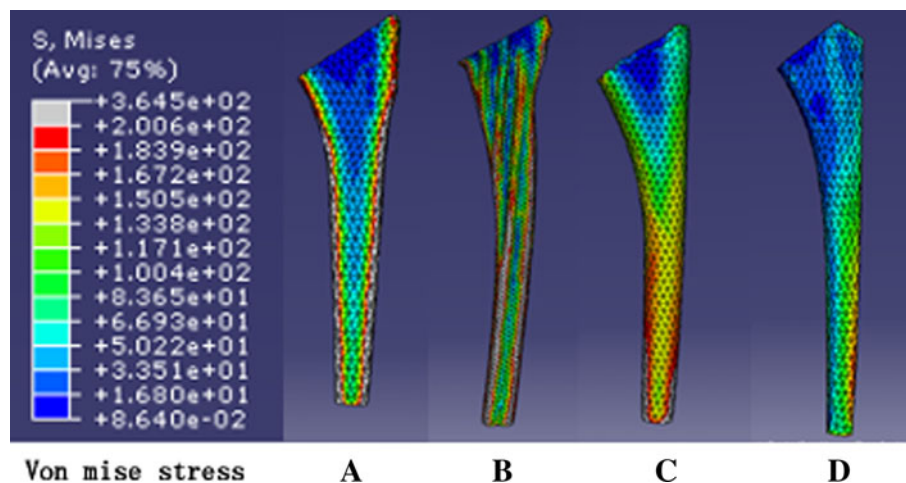 S, Mises
(Avg: 75%)
+3.645e+02
+2.006e+02
+1.839e+02
+1.672e+02
+1.505e+02
+1.338e+02
+1.171e+02
+1.004e+02
+8.365e+01
+6.693e+01
+5.022e+01
+3.351e+01
+1.680e+01
+8.640e-02
Von mise stress A B C D